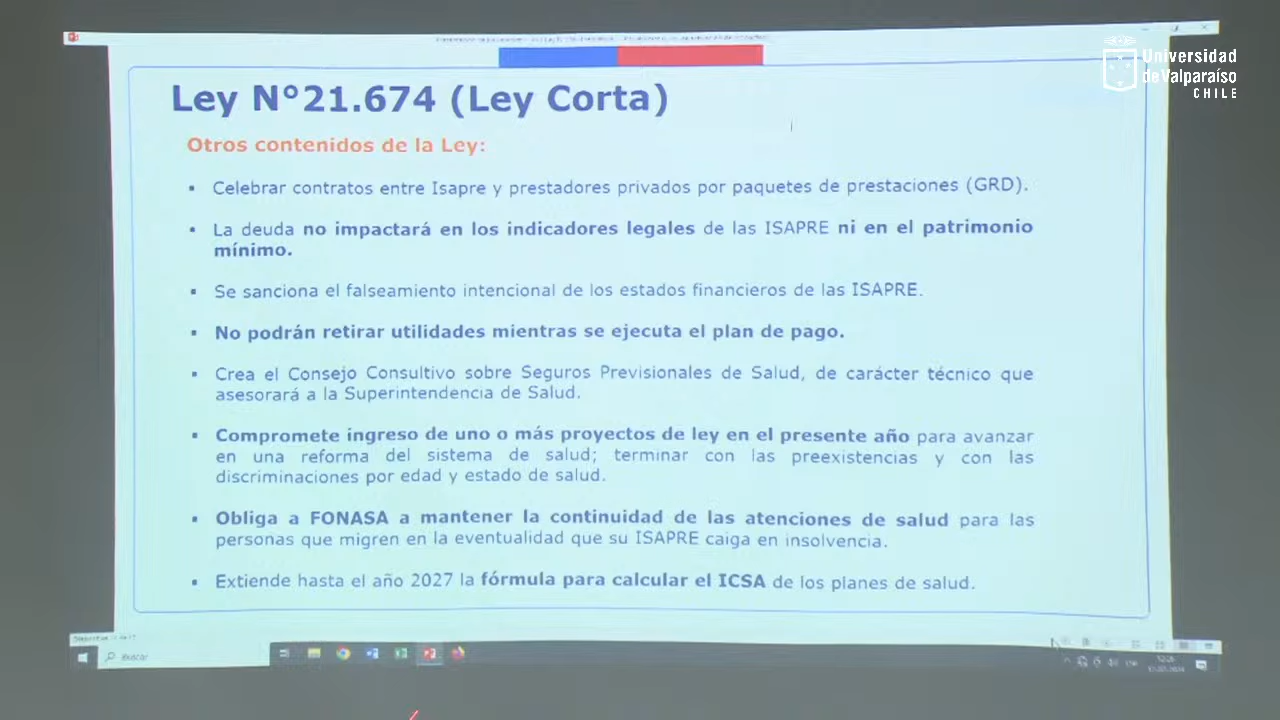 Universidad
deValparaíso
CHILE
Ley N°21.674 (Ley Corta)
Otros contenidos de la Ley:
▪ Celebrar contratos entre Isapre y prestadores privados por paquetes de prestaciones (GRD).
▪ La deuda no impactará en los indicadores legales de las ISAPRE ni en el patrimonio
mínimo.
▪ Se sanciona el falseamiento intencional de los estados financieros de las ISAPRE.
▪ No podrán retirar utilidades mientras se ejecuta el plan de pago.
▪ Crea el Consejo Consultivo sobre Seguros Previsionales de Salud, de carácter técnico que
asesorará a la Superintendencia de Salud.
▪ Compromete ingreso de uno o más proyectos de ley en el presente año para avanzar
en una reforma del sistema de salud; terminar con las preexistencias y con las
discriminaciones por edad y estado de salud.
▪ Obliga a FONASA a mantener la continuidad de las atenciones de salud para las
personas que migren en la eventualidad que su ISAPRE caiga en insolvencia.
▪ Extiende hasta el año 2027 la fórmula para calcular el ICSA de los planes de salud.
Buscar